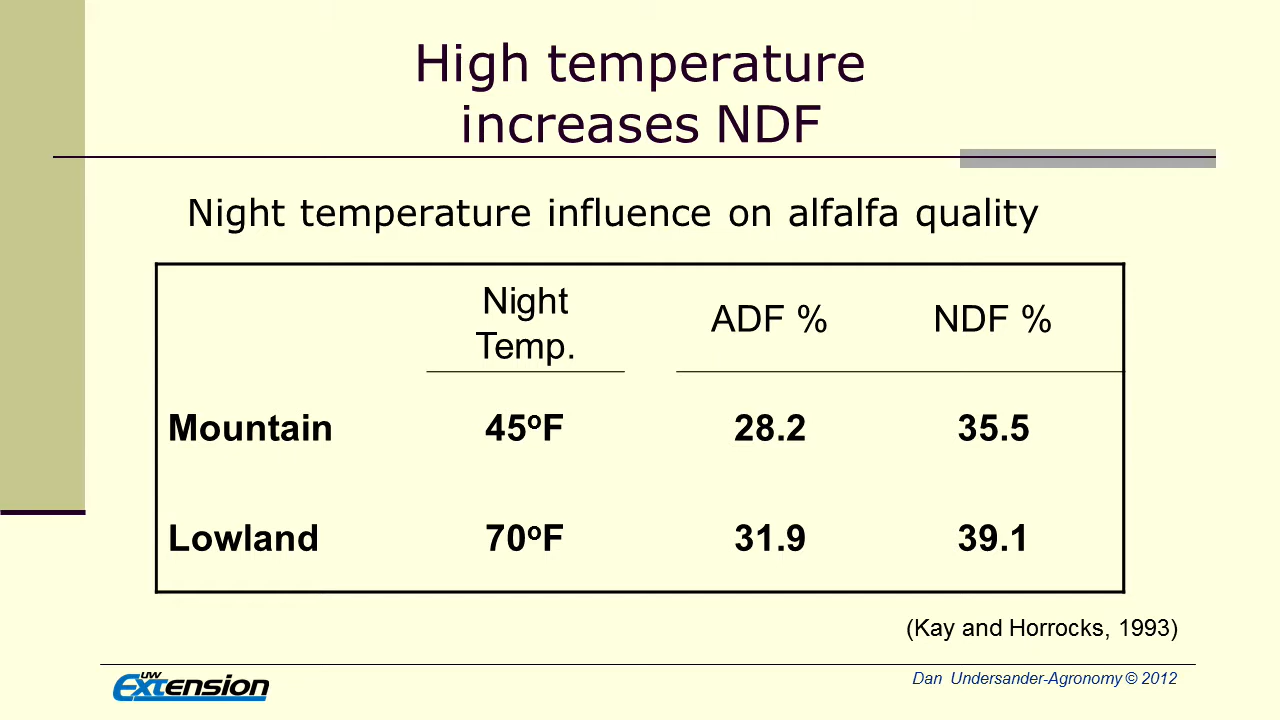 High temperature
increases NDF
Night temperature influence on alfalfa quality
Night
Temp.
ADF %
NDF %
Mountain 45ᵒF 28.2 35.5
Lowland 70ᵒF 31.9 39.1
(Kay and Horrocks, 1993)
UW
Extension
Dan Undersander-Agronomy © 2012